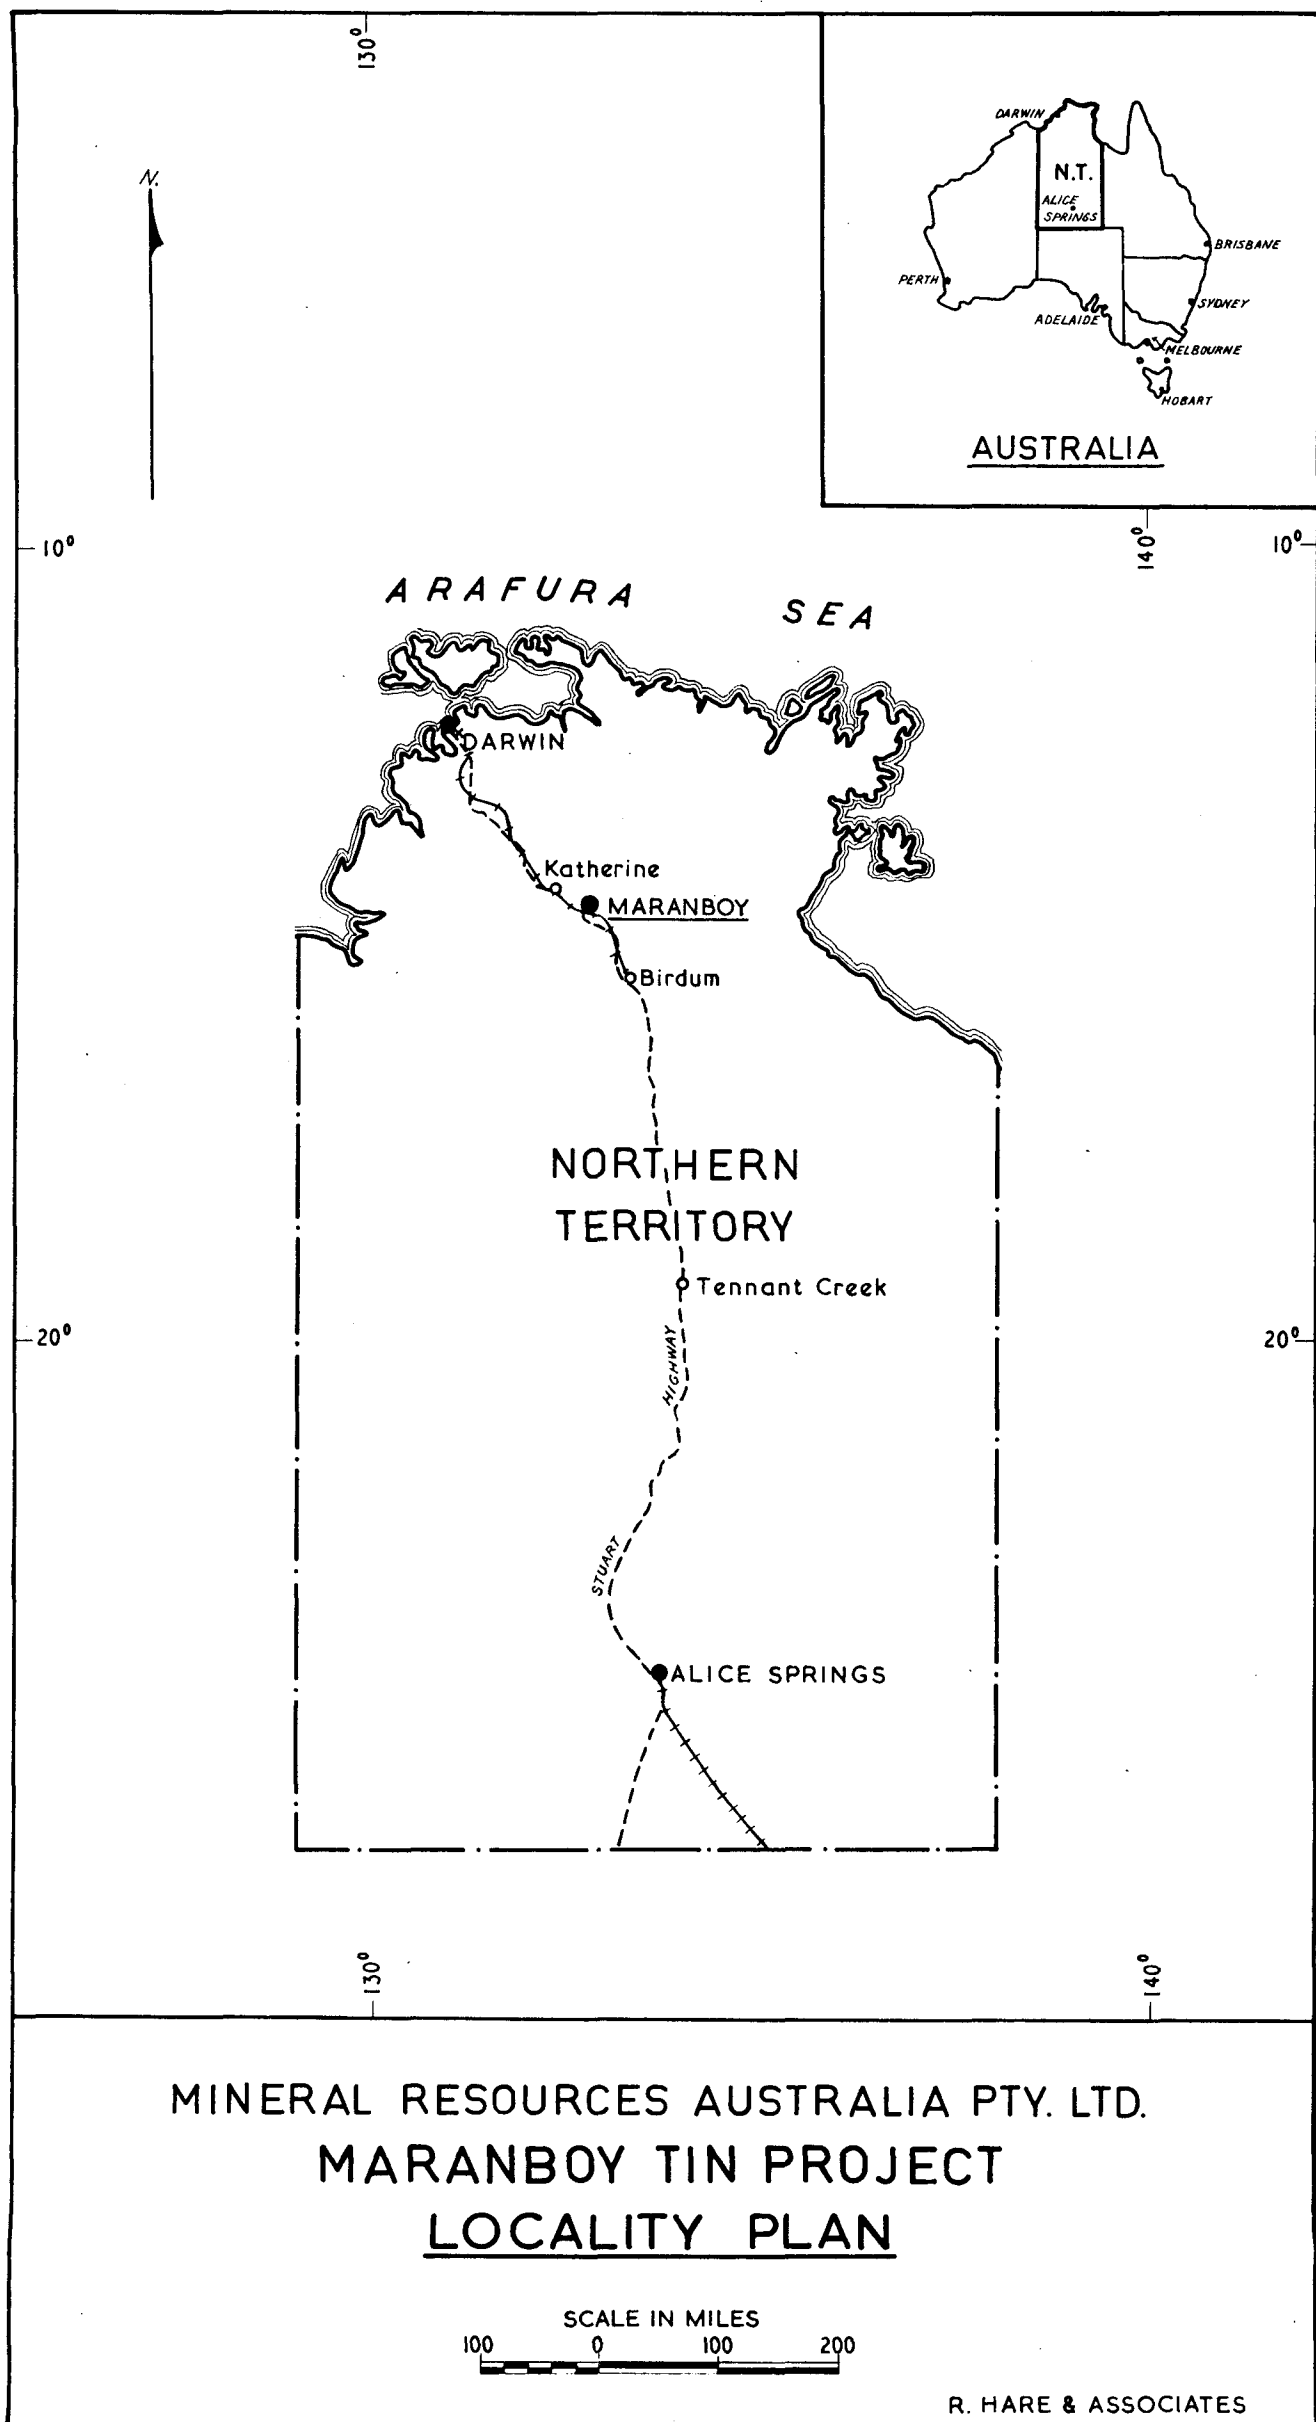 130°
DARWIN
N.T.
ALICE
SPRINGS
BRISBANE
PERTH
SYDNEY
ADELAIDE
MELBOURNE
HOBART
AUSTRALIA
N.
140°
10°
10°
ARAFURA SEA
DARWIN
Katherine
MARANBOY
Birdum
NORTHERN
TERRITORY
Tennant Creek
20°
20°
HIGHWAY
STUART
ALICE SPRINGS
130°
140°
MINERAL RESOURCES AUSTRALIA PTY. LTD.
MARANBOY TIN PROJECT
LOCALITY PLAN
SCALE IN MILES
100 0 100 200
R. HARE & ASSOCIATES